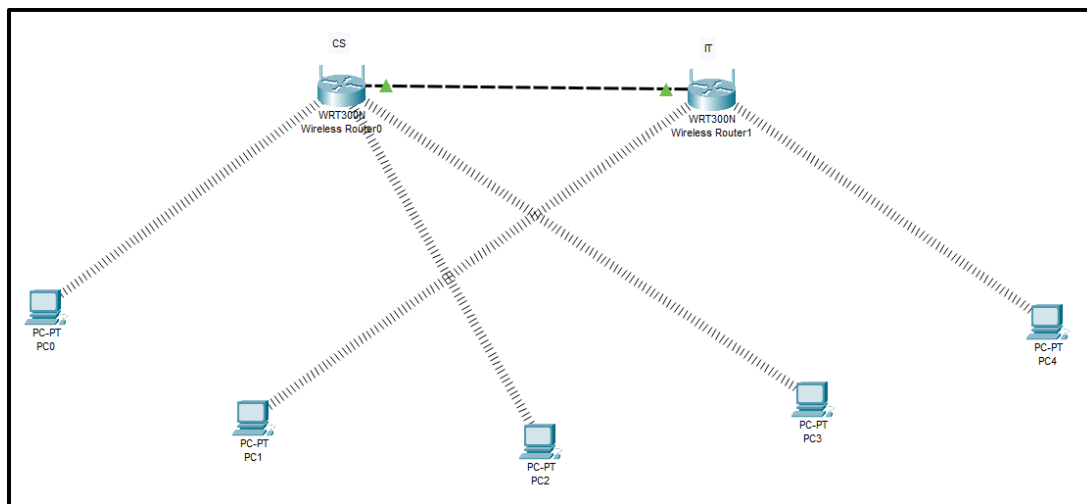 CS
IT
WRT300N
Wireless Router0
WRT300N
Wireless Router1
PC-PT
PC0
PC-PT
PC1
PC-PT
PC2
PC-PT
PC3
PC-PT
PC4